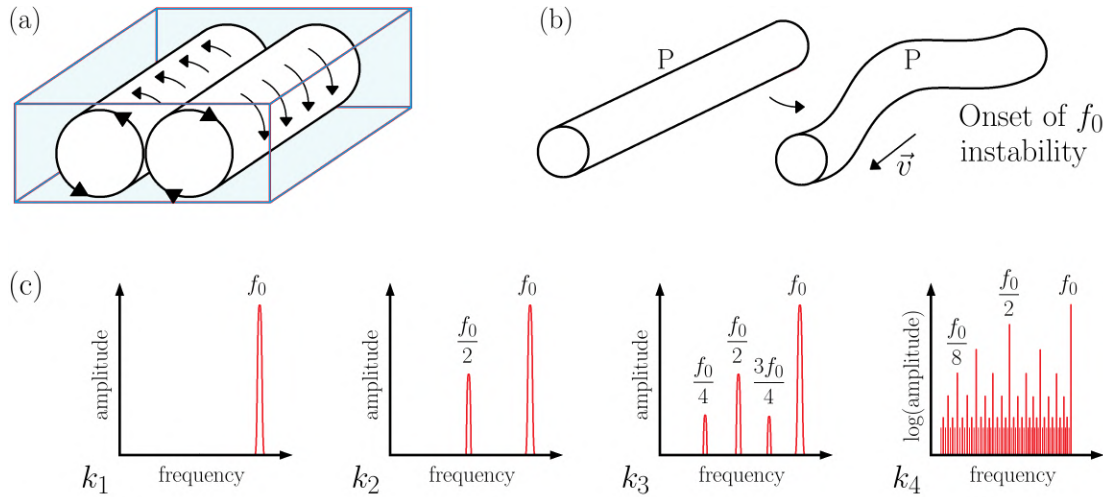 (a)
(b)
P
P
Onset of f₀
instability
v⃗
(c)
amplitude
f₀
frequency
k₁
amplitude
f₀/2
f₀
frequency
k₂
amplitude
f₀/4
f₀/2
3f₀/4
f₀
frequency
k₃
log(amplitude)
f₀/8
f₀/2
f₀
frequency
k₄